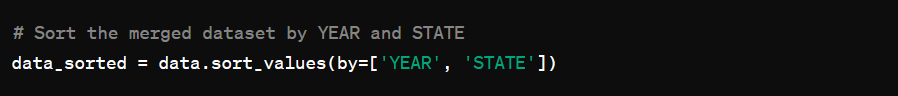 # Sort the merged dataset by YEAR and STATE
data_sorted = data.sort_values(by=['YEAR', 'STATE'])